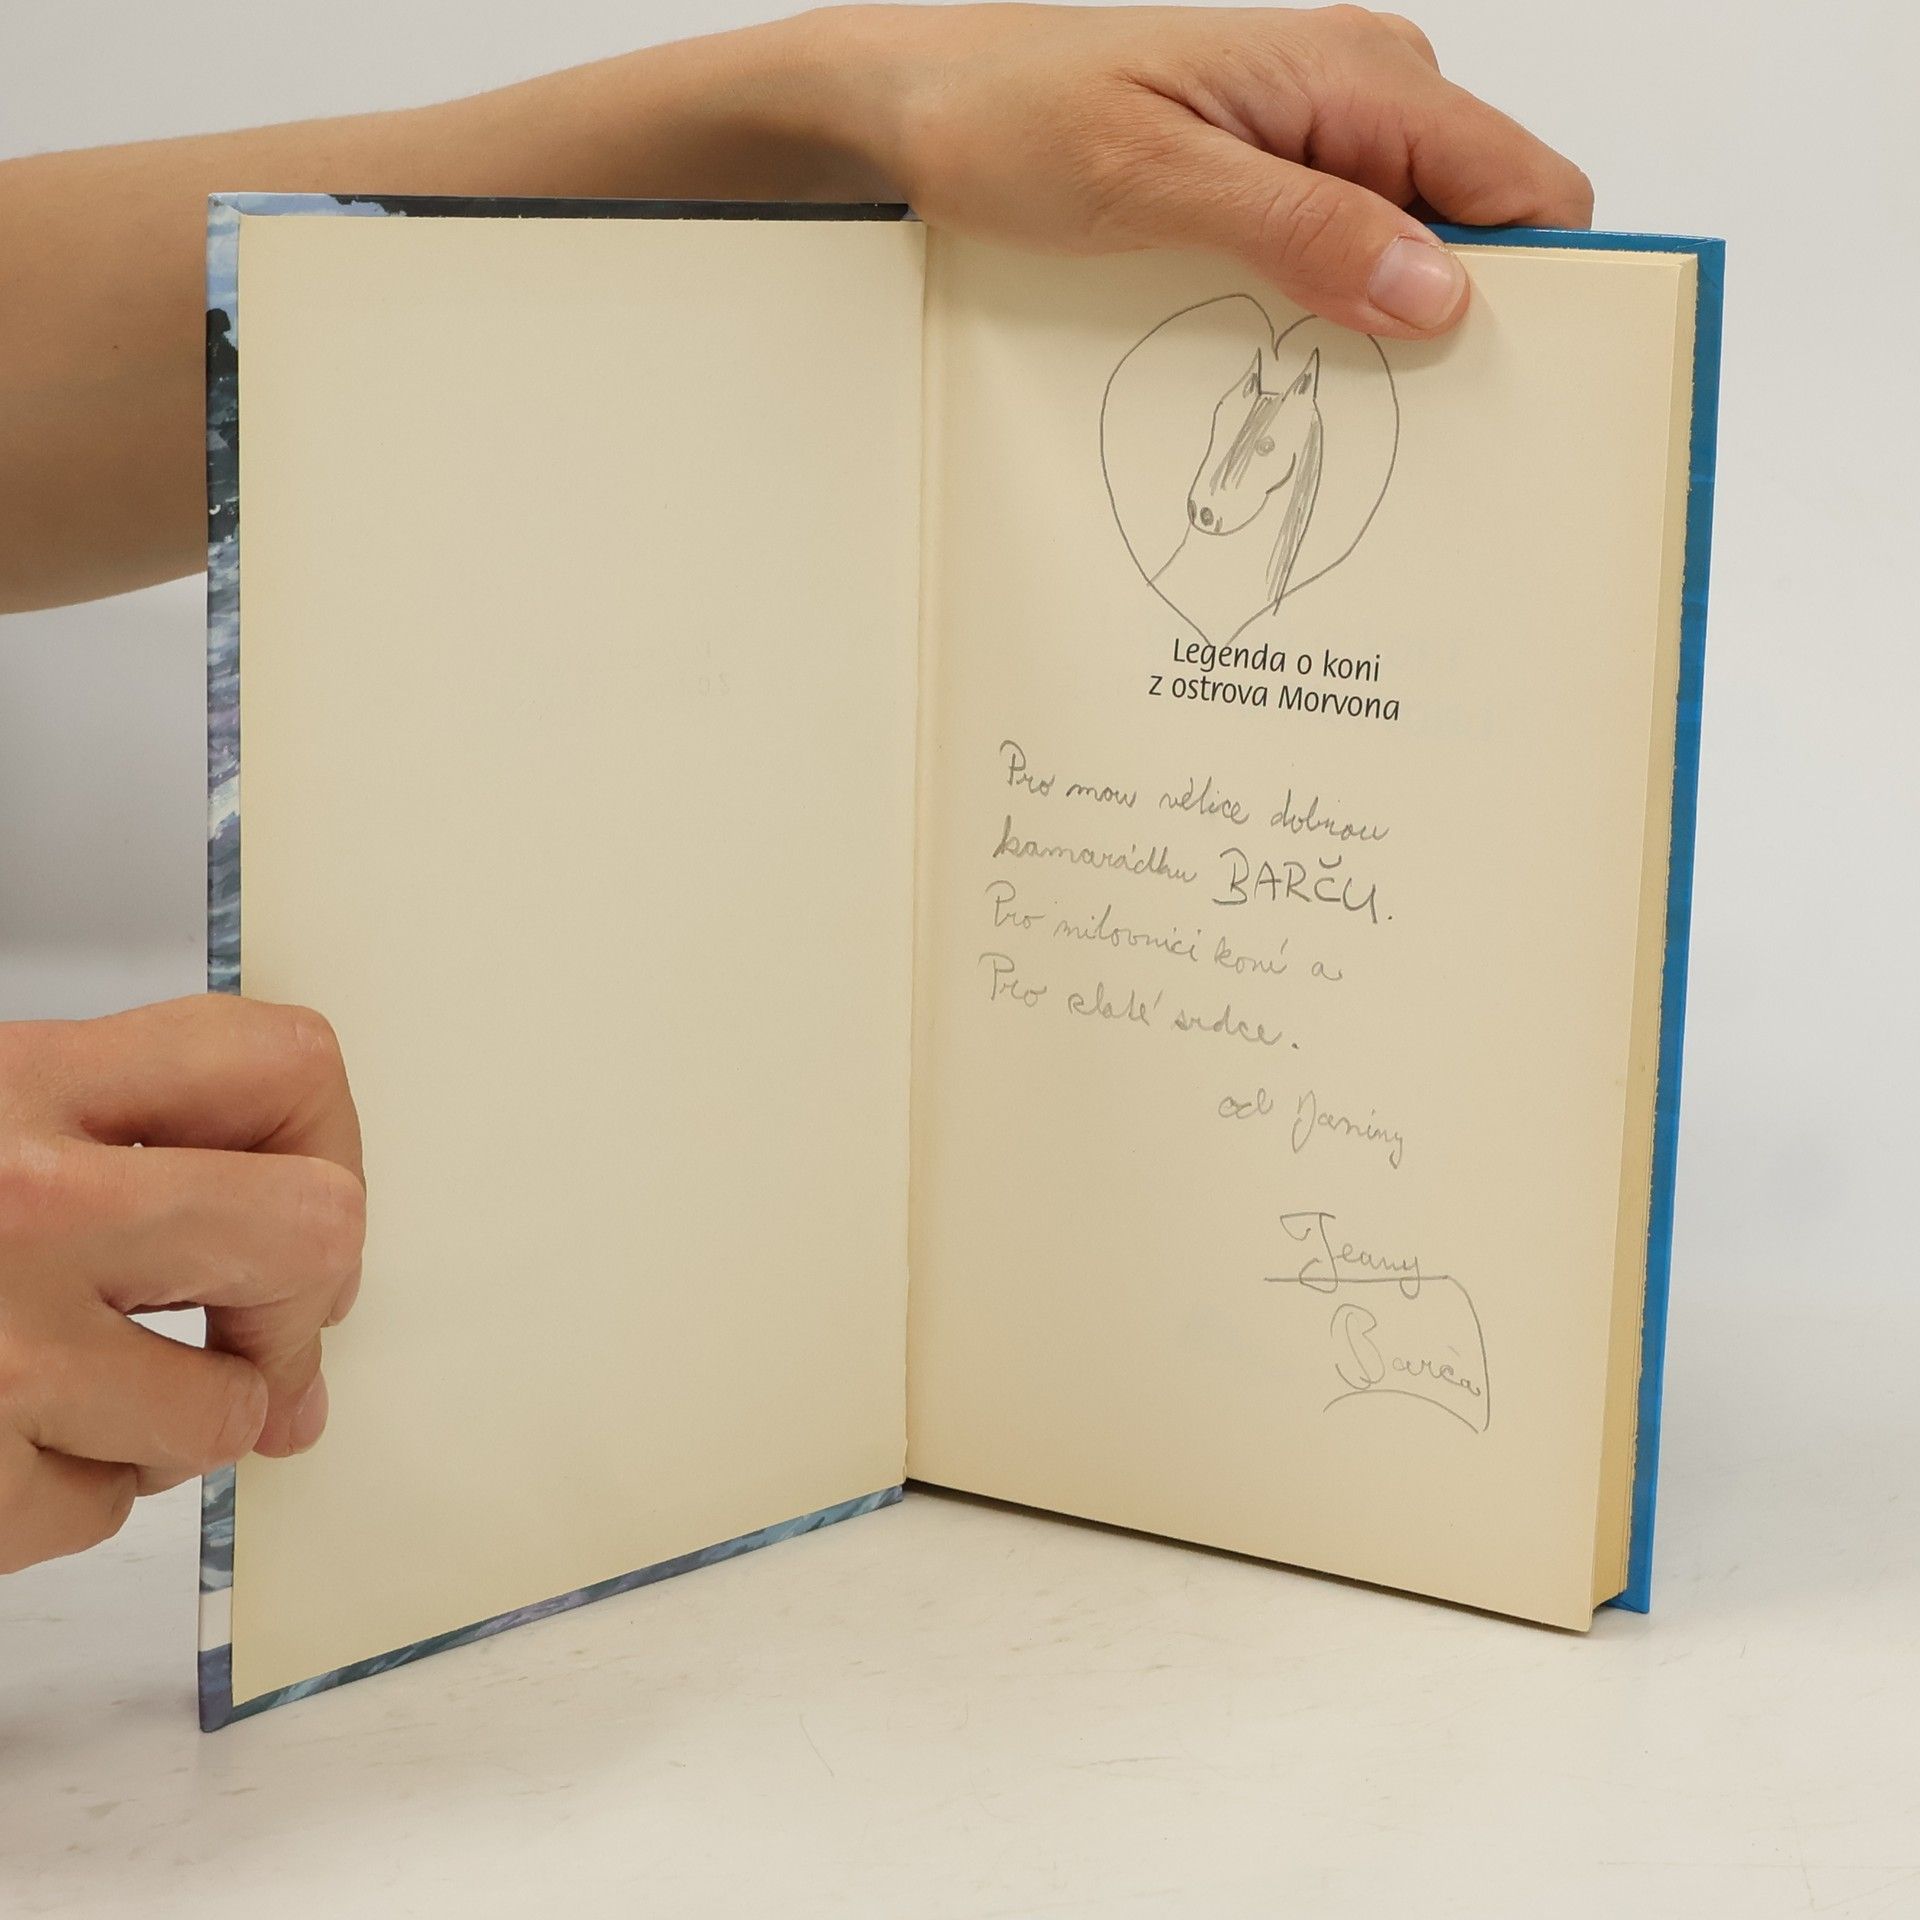 Legenda o koni
z ostrova Morvona
Pro mou vélice dobrou
kamarádku BARČU.
Pro milovnici koní a
Pro zlaté srdce.
od Janiny
Jeany
Barča